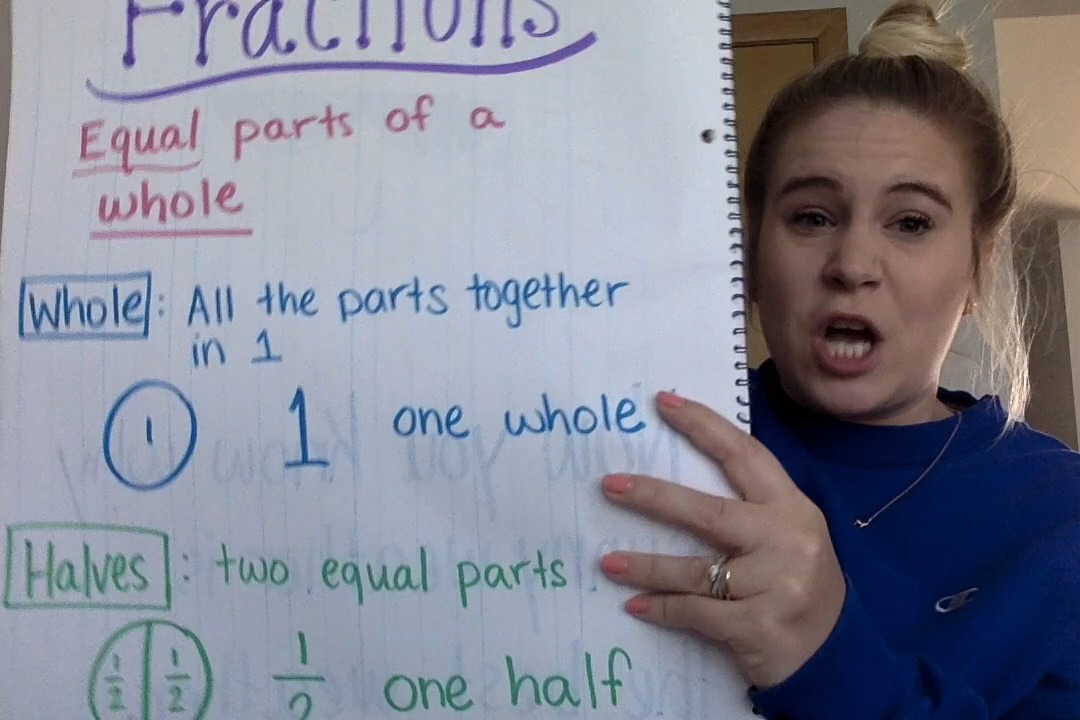 Fractions
Equal parts of a
whole
Whole: All the parts together
in 1
1 1 one whole
Halves: two equal parts
1/2 1/2 1/2 one half